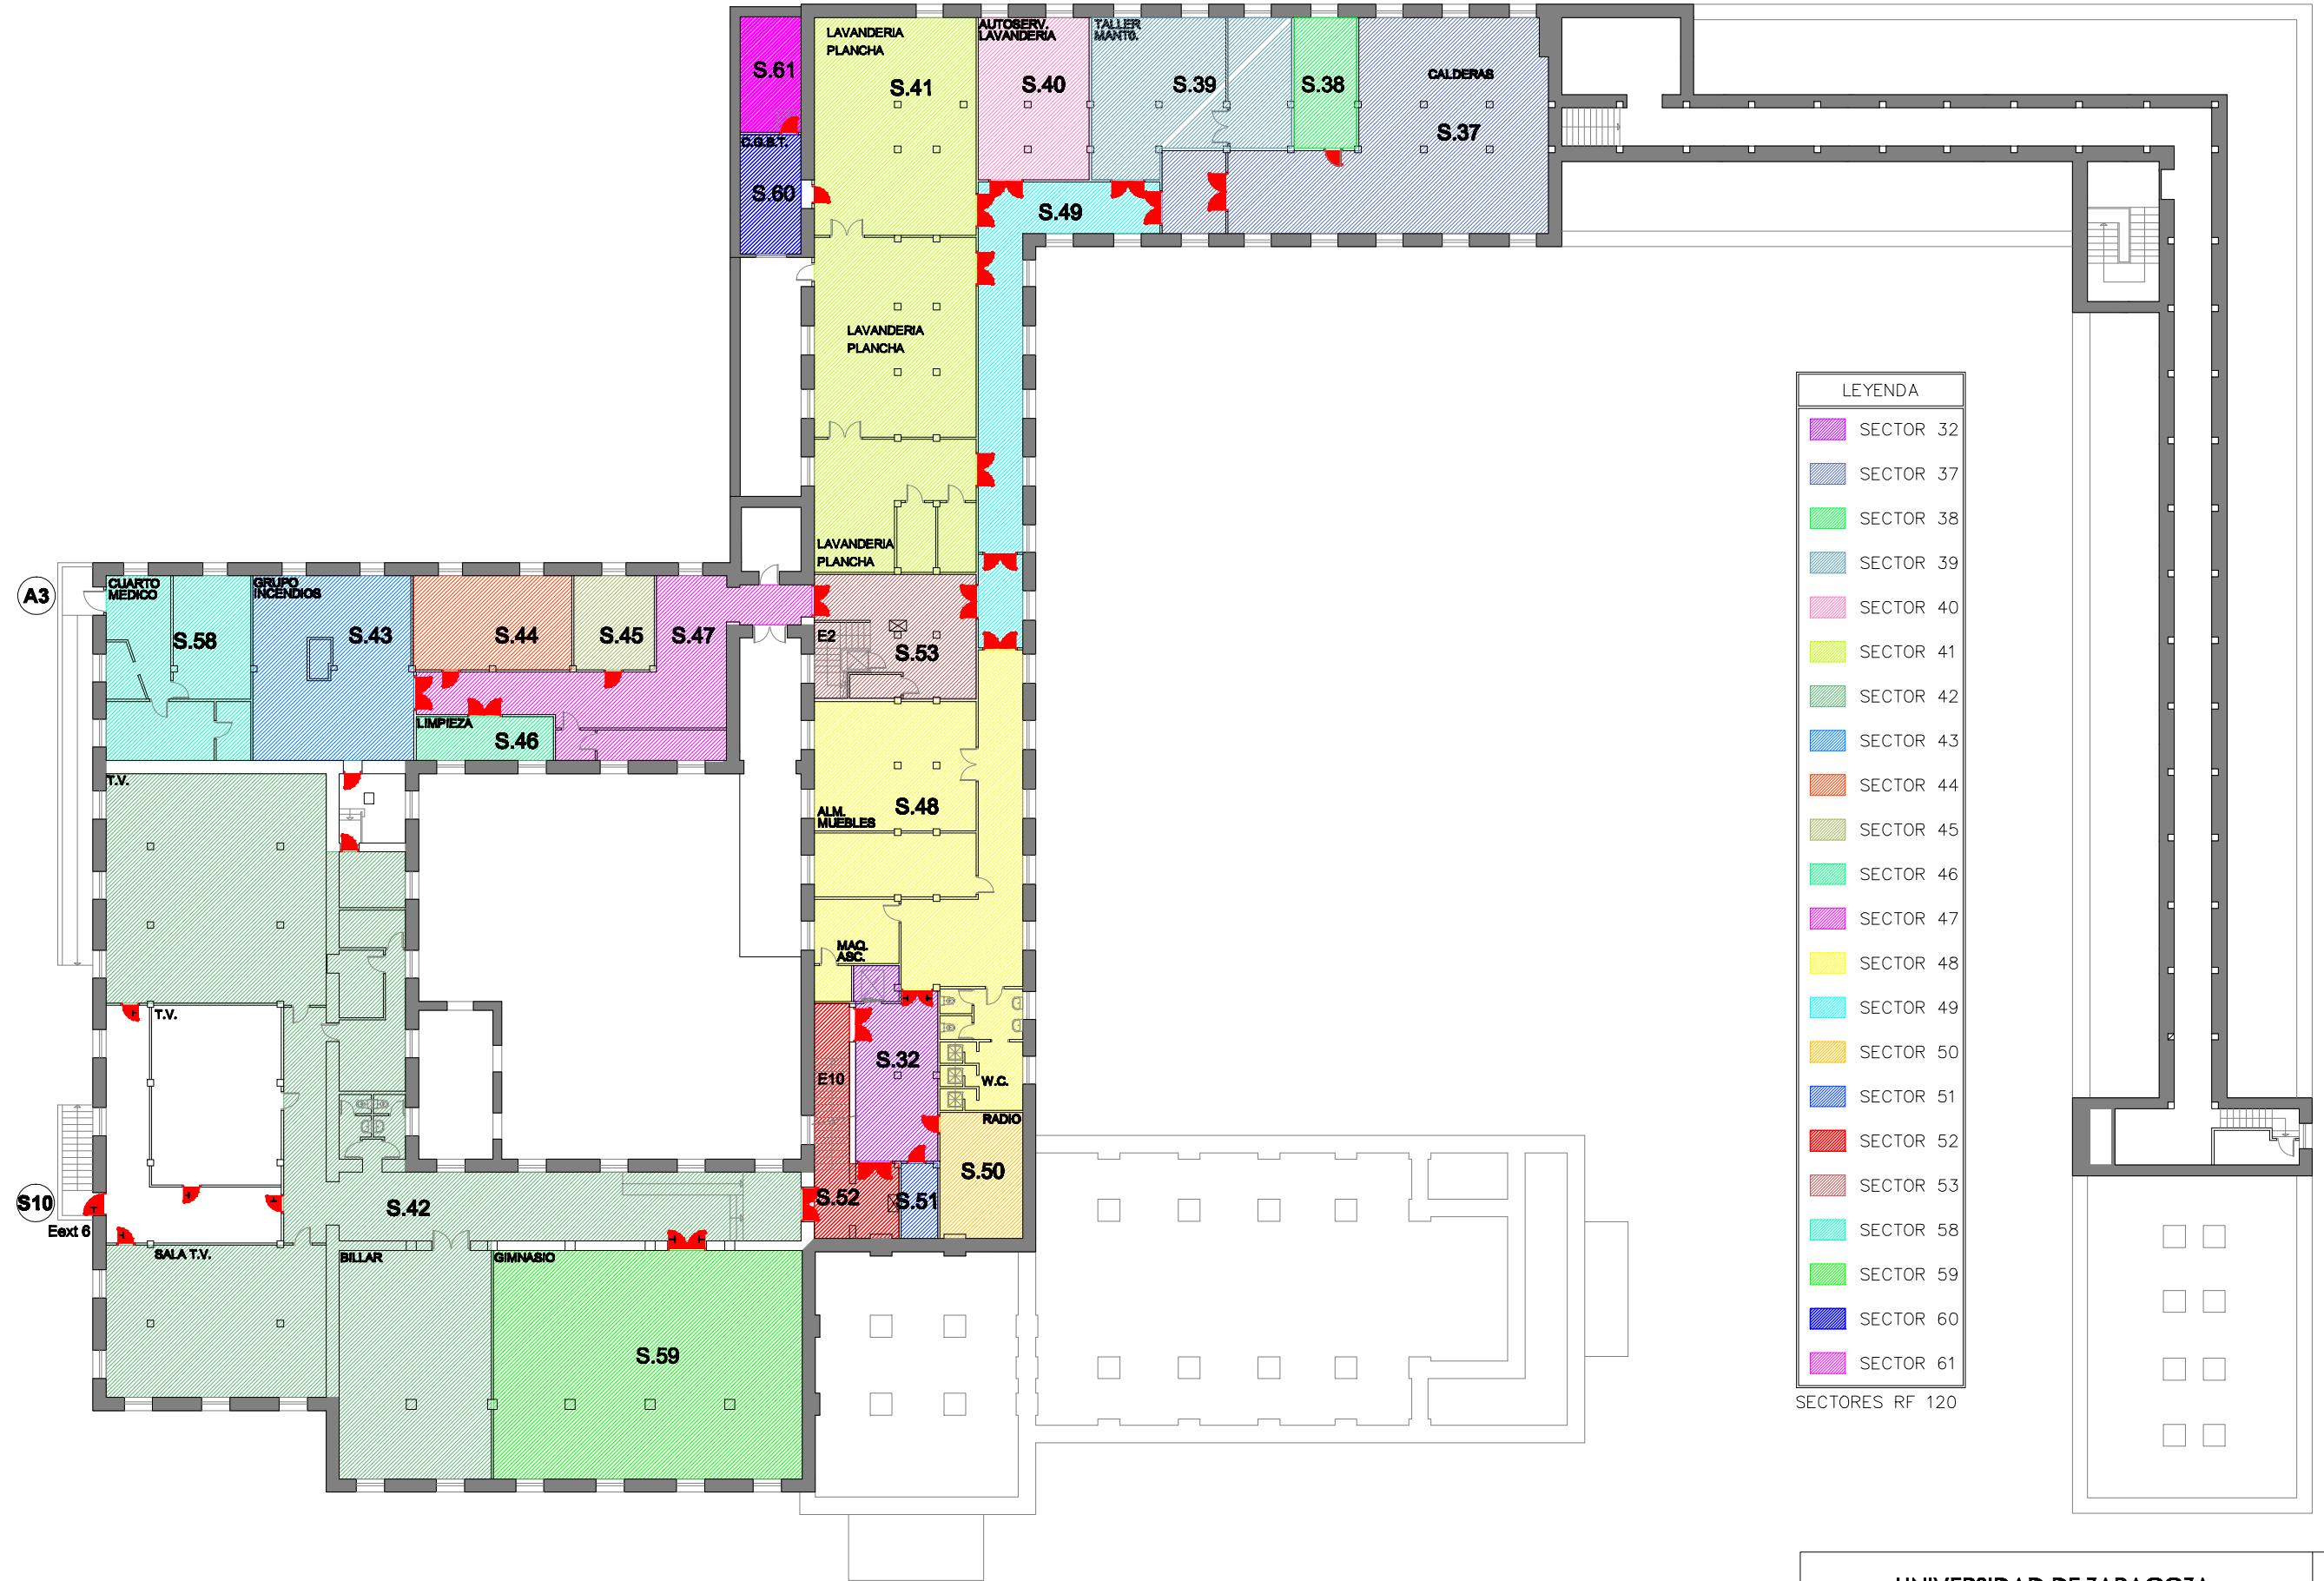 S.61
LAVANDERIA
PLANCHA
S.41
AUTOSERV.
LAVANDERÍA
S.40
TALLER
MANTº.
S.39
S.38
CALDERAS
S.37
C.G.B.T.
S.60
S.49
LAVANDERIA
PLANCHA
LAVANDERIA
PLANCHA
A3
CUARTO
MEDICO
S.58
GRUPO
INCENDIOS
S.43
S.44
S.45
S.47
E2
S.53
LIMPIEZA
S.46
T.V.
ALM.
MUEBLES
S.48
MAQ.
ASC.
T.V.
S.32
E10
W.C.
RADIO
S.50
S.51
S.52
S.42
S10
Eext 6
SALA T.V.
BILLAR
GIMNASIO
S.59
LEYENDA
SECTOR 32
SECTOR 37
SECTOR 38
SECTOR 39
SECTOR 40
SECTOR 41
SECTOR 42
SECTOR 43
SECTOR 44
SECTOR 45
SECTOR 46
SECTOR 47
SECTOR 48
SECTOR 49
SECTOR 50
SECTOR 51
SECTOR 52
SECTOR 53
SECTOR 58
SECTOR 59
SECTOR 60
SECTOR 61
SECTORES RF 120
UNIVERSIDAD DE ZARAGOZA